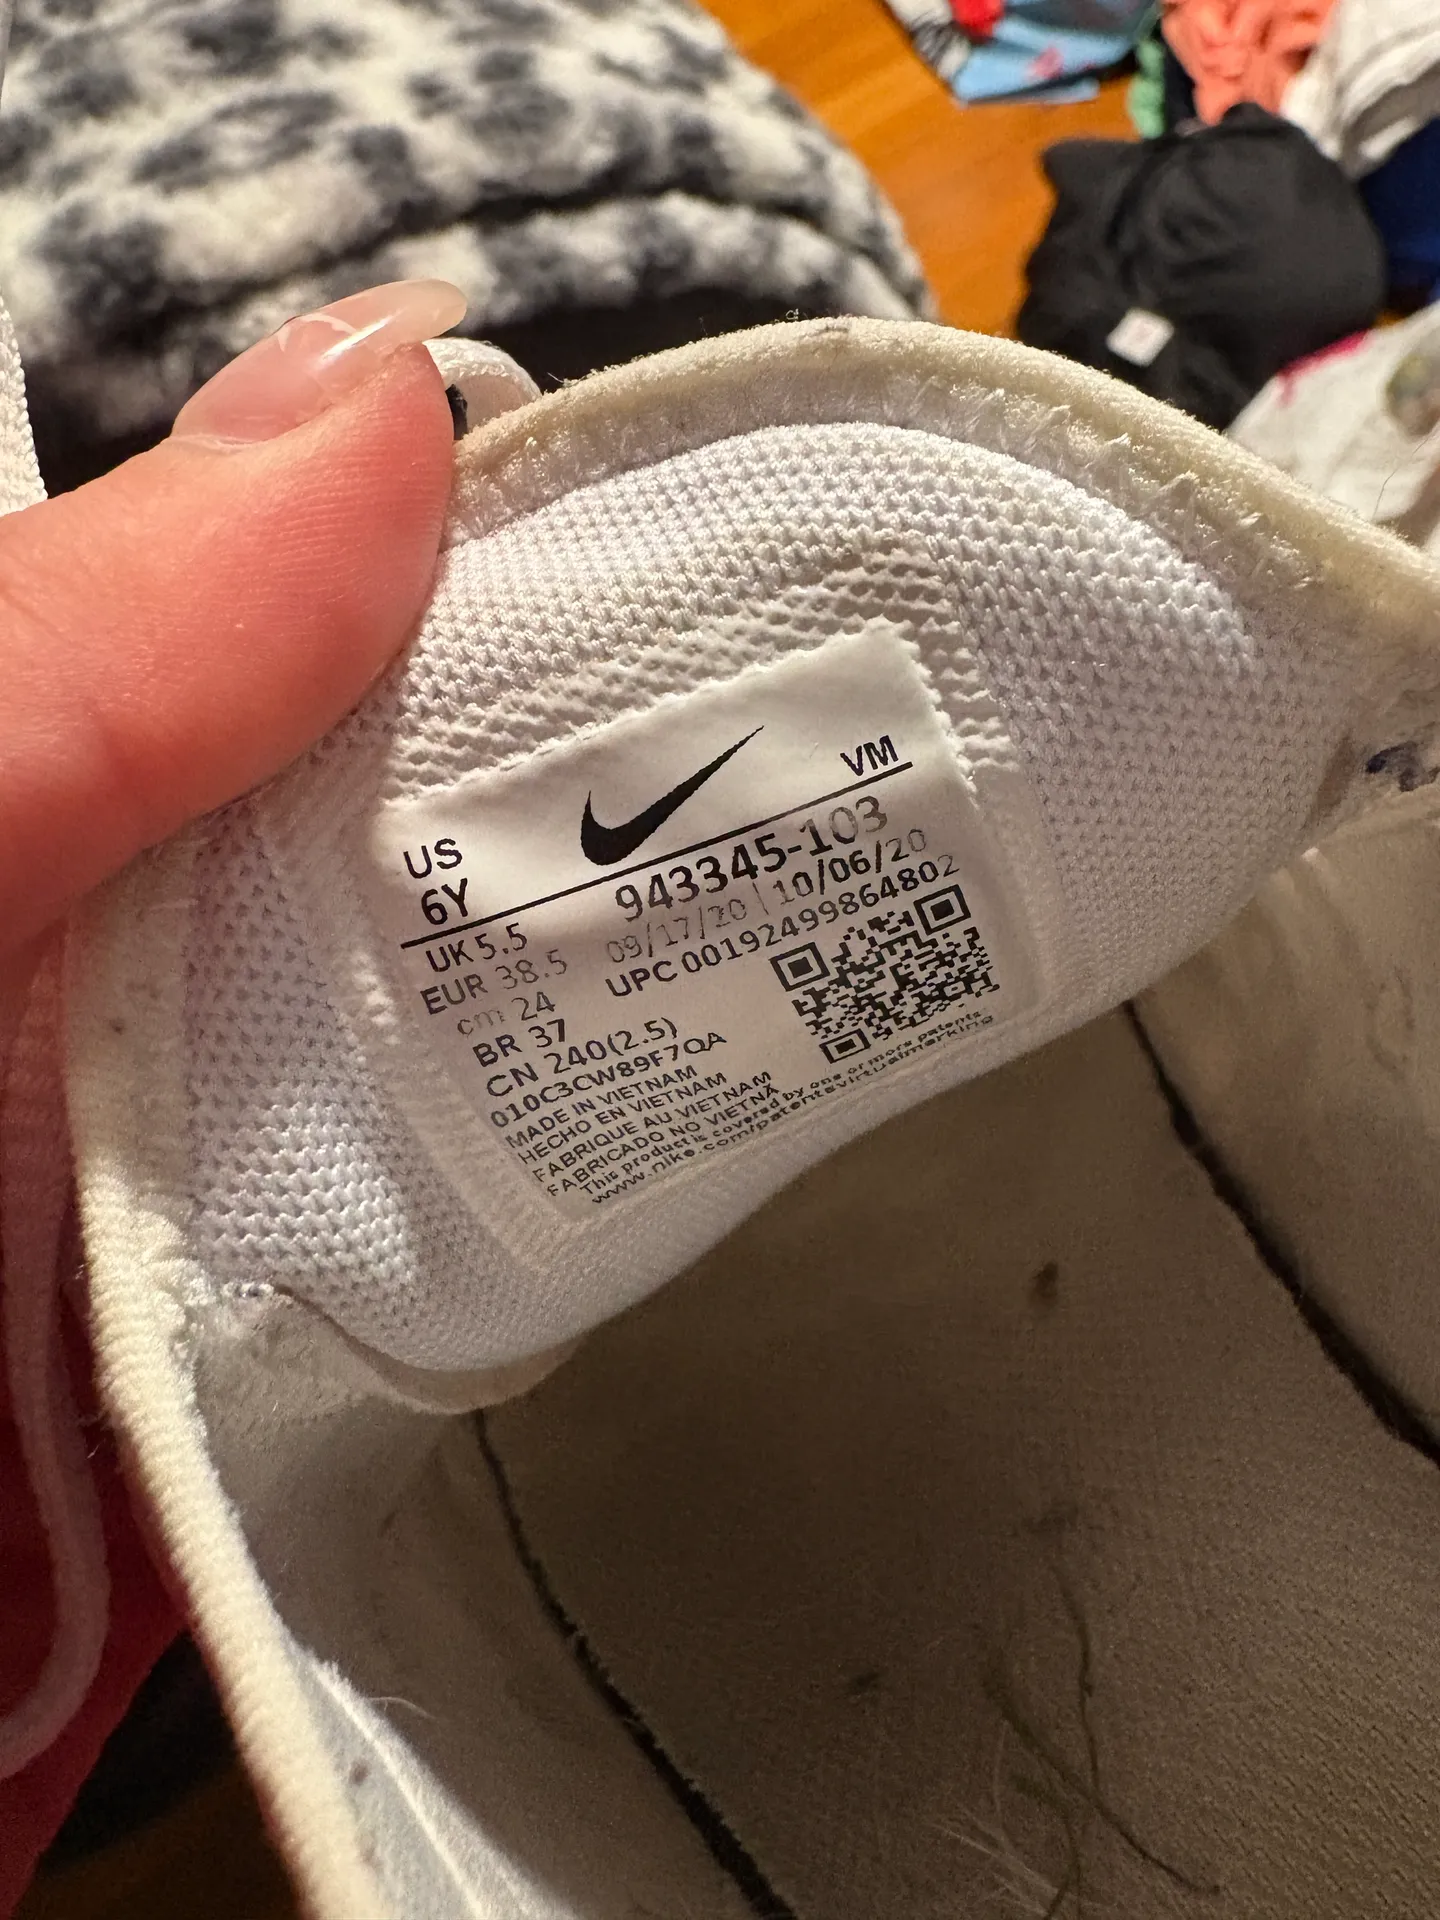 VM
US
6Y
943345-103
09/17/20 | 10/06/20
UPC 00192499864802
UK 5.5
EUR 38.5
cm 24
BR 37
CN 240(2.5)
010C3CW89F7QA
MADE IN VIETNAM
HECHO EN VIETNAM
FABRIQUE AU VIETNAM
FABRICADO NO VIETNÃ
This product is covered by one or more patents
www.nike.com/patentsvirtualmarking